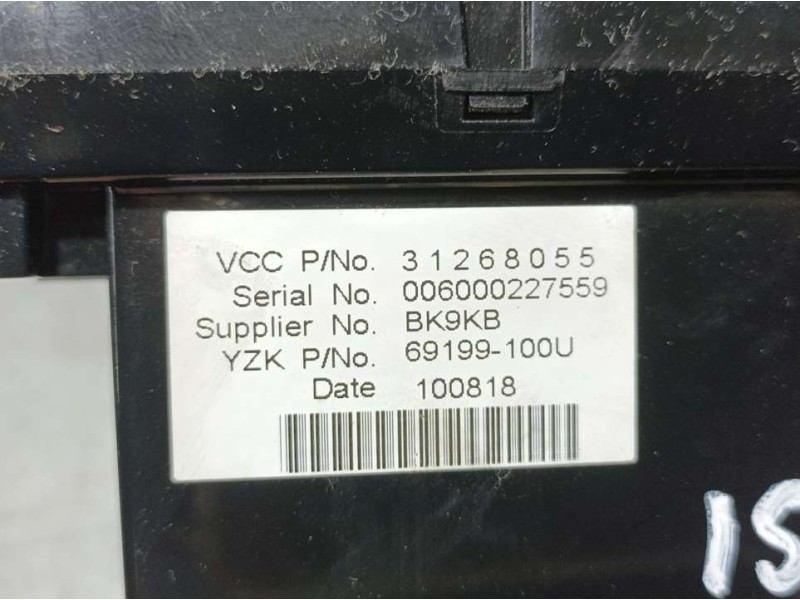 VCC P/No. 31268055
Serial No. 006000227559
Supplier No. BK9KB
YZK P/No. 69199-100U
Date 100818